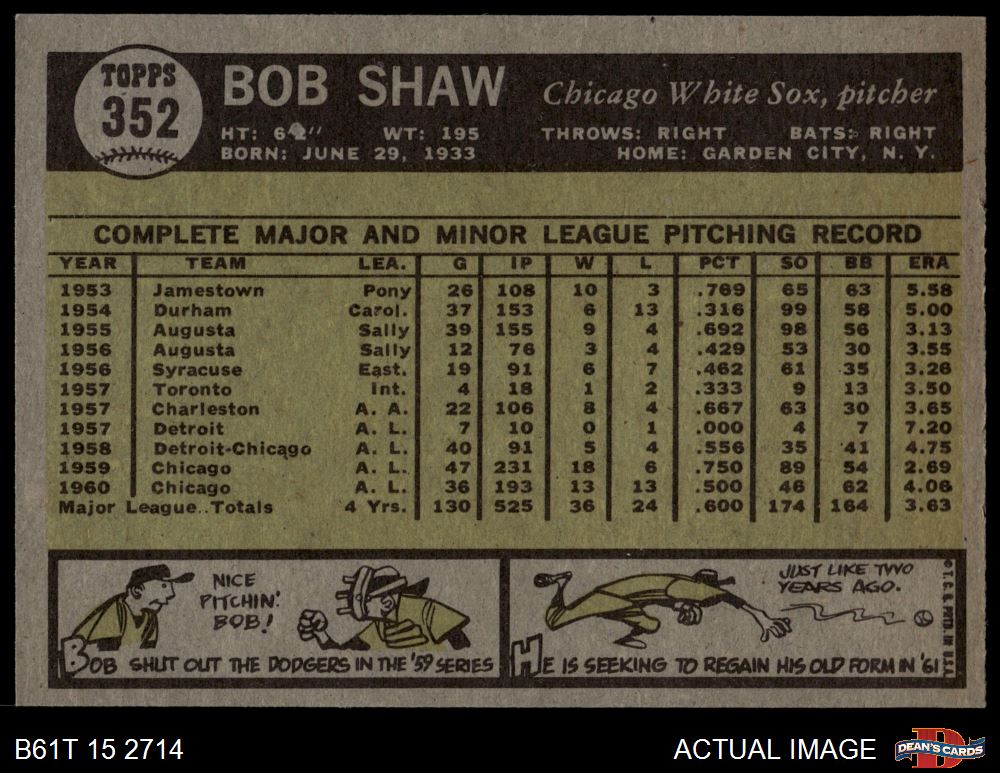 TOPPS
352
BOB SHAW Chicago White Sox, pitcher
HT: 6'2" WT: 195 THROWS: RIGHT BATS: RIGHT
BORN: JUNE 29, 1933 HOME: GARDEN CITY, N. Y.
COMPLETE MAJOR AND MINOR LEAGUE PITCHING RECORD
YEAR TEAM LEA. G IP W L PCT SO BB ERA
1953 Jamestown Pony 26 108 10 3 .769 65 63 5.58
1954 Durham Carol. 37 153 6 13 .316 99 58 5.00
1955 Augusta Sally 39 155 9 4 .692 98 56 3.13
1956 Augusta Sally 12 76 3 4 .429 53 30 3.55
1956 Syracuse East. 19 91 6 7 .462 61 35 3.26
1957 Toronto Int. 4 18 1 2 .333 9 13 3.50
1957 Charleston A. A. 22 106 8 4 .667 63 30 3.65
1957 Detroit A. L. 7 10 0 1 .000 4 7 7.20
1958 Detroit-Chicago A. L. 40 91 5 4 .556 35 41 4.75
1959 Chicago A. L. 47 231 18 6 .750 89 54 2.69
1960 Chicago A. L. 36 193 13 13 .500 46 62 4.06
Major League..Totals 4 Yrs. 130 525 36 24 .600 174 164 3.63
NICE
PITCHIN'
BOB!
BOB SHUT OUT THE DODGERS IN THE '59 SERIES
JUST LIKE TWO
YEARS AGO.
HE IS SEEKING TO REGAIN HIS OLD FORM IN '61
© T. C. G. PRTD. IN U.S.A.
B61T 15 2714
ACTUAL IMAGE
D
DEAN'S CARDS